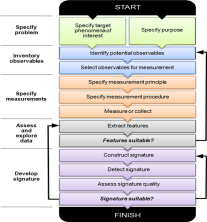 START
Specify
problem
Specify target
phenomena of
interest
Specify purpose
Inventory
observables
Identify potential observables
Select observables for measurement
Specify
measurements
Specify measurement principle
Specify measurement procedure
Measure or collect
Assess
and
explore
data
Extract features
Features suitable?
Develop
signature
Construct signature
Detect signature
Assess signature quality
Signature suitable?
FINISH